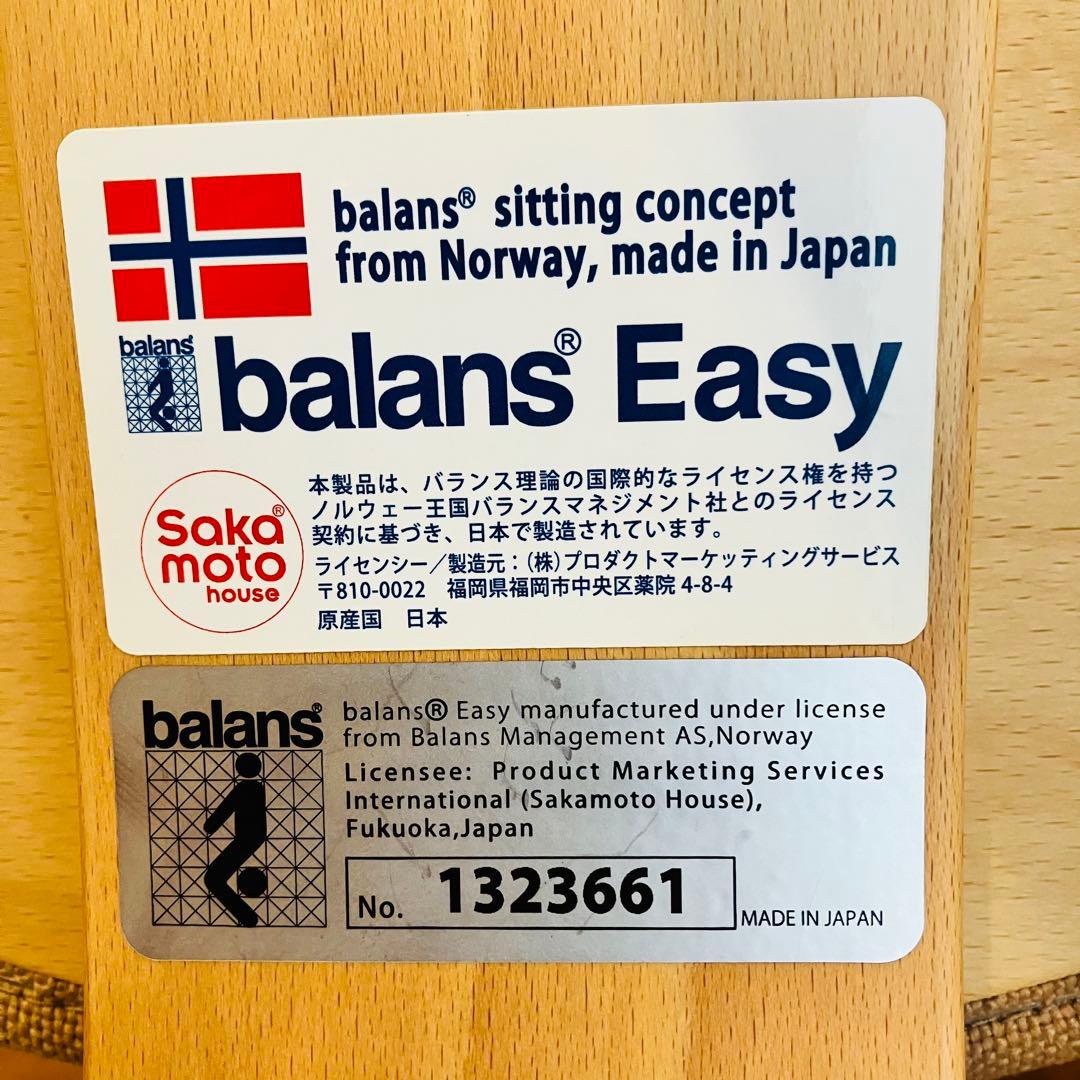 balans® sitting concept
from Norway, made in Japan
balans®
balans® Easy
本製品は、バランス理論の国際的なライセンス権を持つ
ノルウェー王国バランスマネジメント社とのライセンス
契約に基づき、日本で製造されています。
Saka®
moto
house
ライセンシー／製造元：（株）プロダクトマーケッティングサービス
〒810-0022 福岡県福岡市中央区薬院 4-8-4
原産国 日本
balans®
balans® Easy manufactured under license
from Balans Management AS,Norway
Licensee: Product Marketing Services
International (Sakamoto House),
Fukuoka,Japan
No. 1323661
MADE IN JAPAN